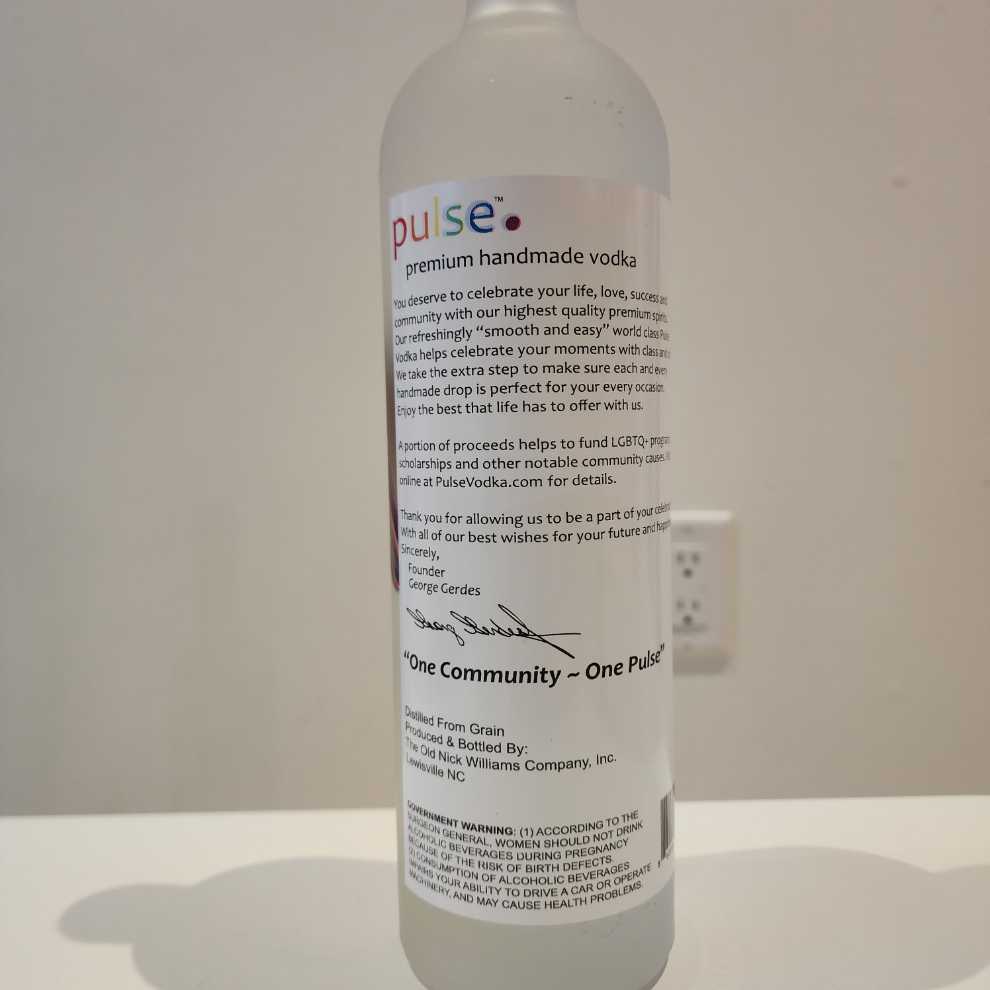 pulse.™
premium handmade vodka
You deserve to celebrate your life, love, success and
community with our highest quality premium spirits.
Our refreshingly “smooth and easy” world class Pulse
Vodka helps celebrate your moments with class and
We take the extra step to make sure each and every
handmade drop is perfect for your every occasion.
Enjoy the best that life has to offer with us.
A portion of proceeds helps to fund LGBTQ+
scholarships and other notable community causes.
online at PulseVodka.com for details.
Thank you for allowing us to be a part of your
With all of our best wishes for your future and
Sincerely,
Founder
George Gerdes
“One Community ~ One Pulse”
Distilled From Grain
Produced & Bottled By:
The Old Nick Williams Company, Inc.
Lewisville NC
GOVERNMENT WARNING: (1) ACCORDING TO THE
SURGEON GENERAL, WOMEN SHOULD NOT DRINK
ALCOHOLIC BEVERAGES DURING PREGNANCY
BECAUSE OF THE RISK OF BIRTH DEFECTS.
(2) CONSUMPTION OF ALCOHOLIC BEVERAGES
IMPAIRS YOUR ABILITY TO DRIVE A CAR OR OPERATE
MACHINERY, AND MAY CAUSE HEALTH PROBLEMS.